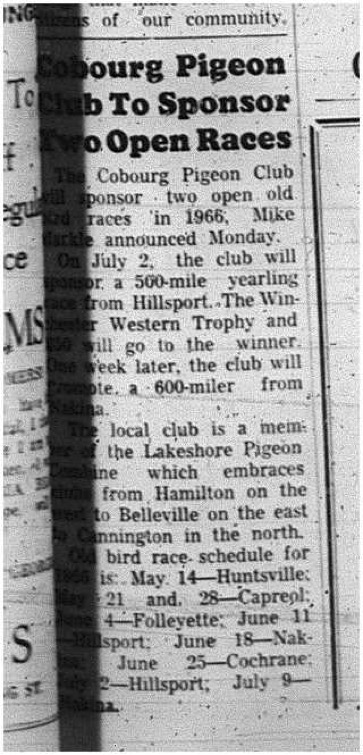 of our community.
Cobourg Pigeon
Club To Sponsor
Two Open Races
The Cobourg Pigeon Club
will sponsor two open old
bird races in 1966, Mike
announced Monday.
On July 2, the club will
sponsor a 500-mile yearling
race from Hillsport. The Win-
chester Western Trophy and
$50 will go to the winner.
One week later, the club will
promote a 600-miler from
Nakina.
The local club is a mem-
ber of the Lakeshore Pigeon
Combine which embraces
clubs from Hamilton on the
west to Belleville on the east
to Cannington in the north.
Old bird race schedule for
1966 is: May 14—Huntsville;
May 21 and 28—Capreol;
June 4—Folleyette; June 11
—Hillsport; June 18—Nak-
ina; June 25—Cochrane;
July 2—Hillsport; July 9—
Nakina.